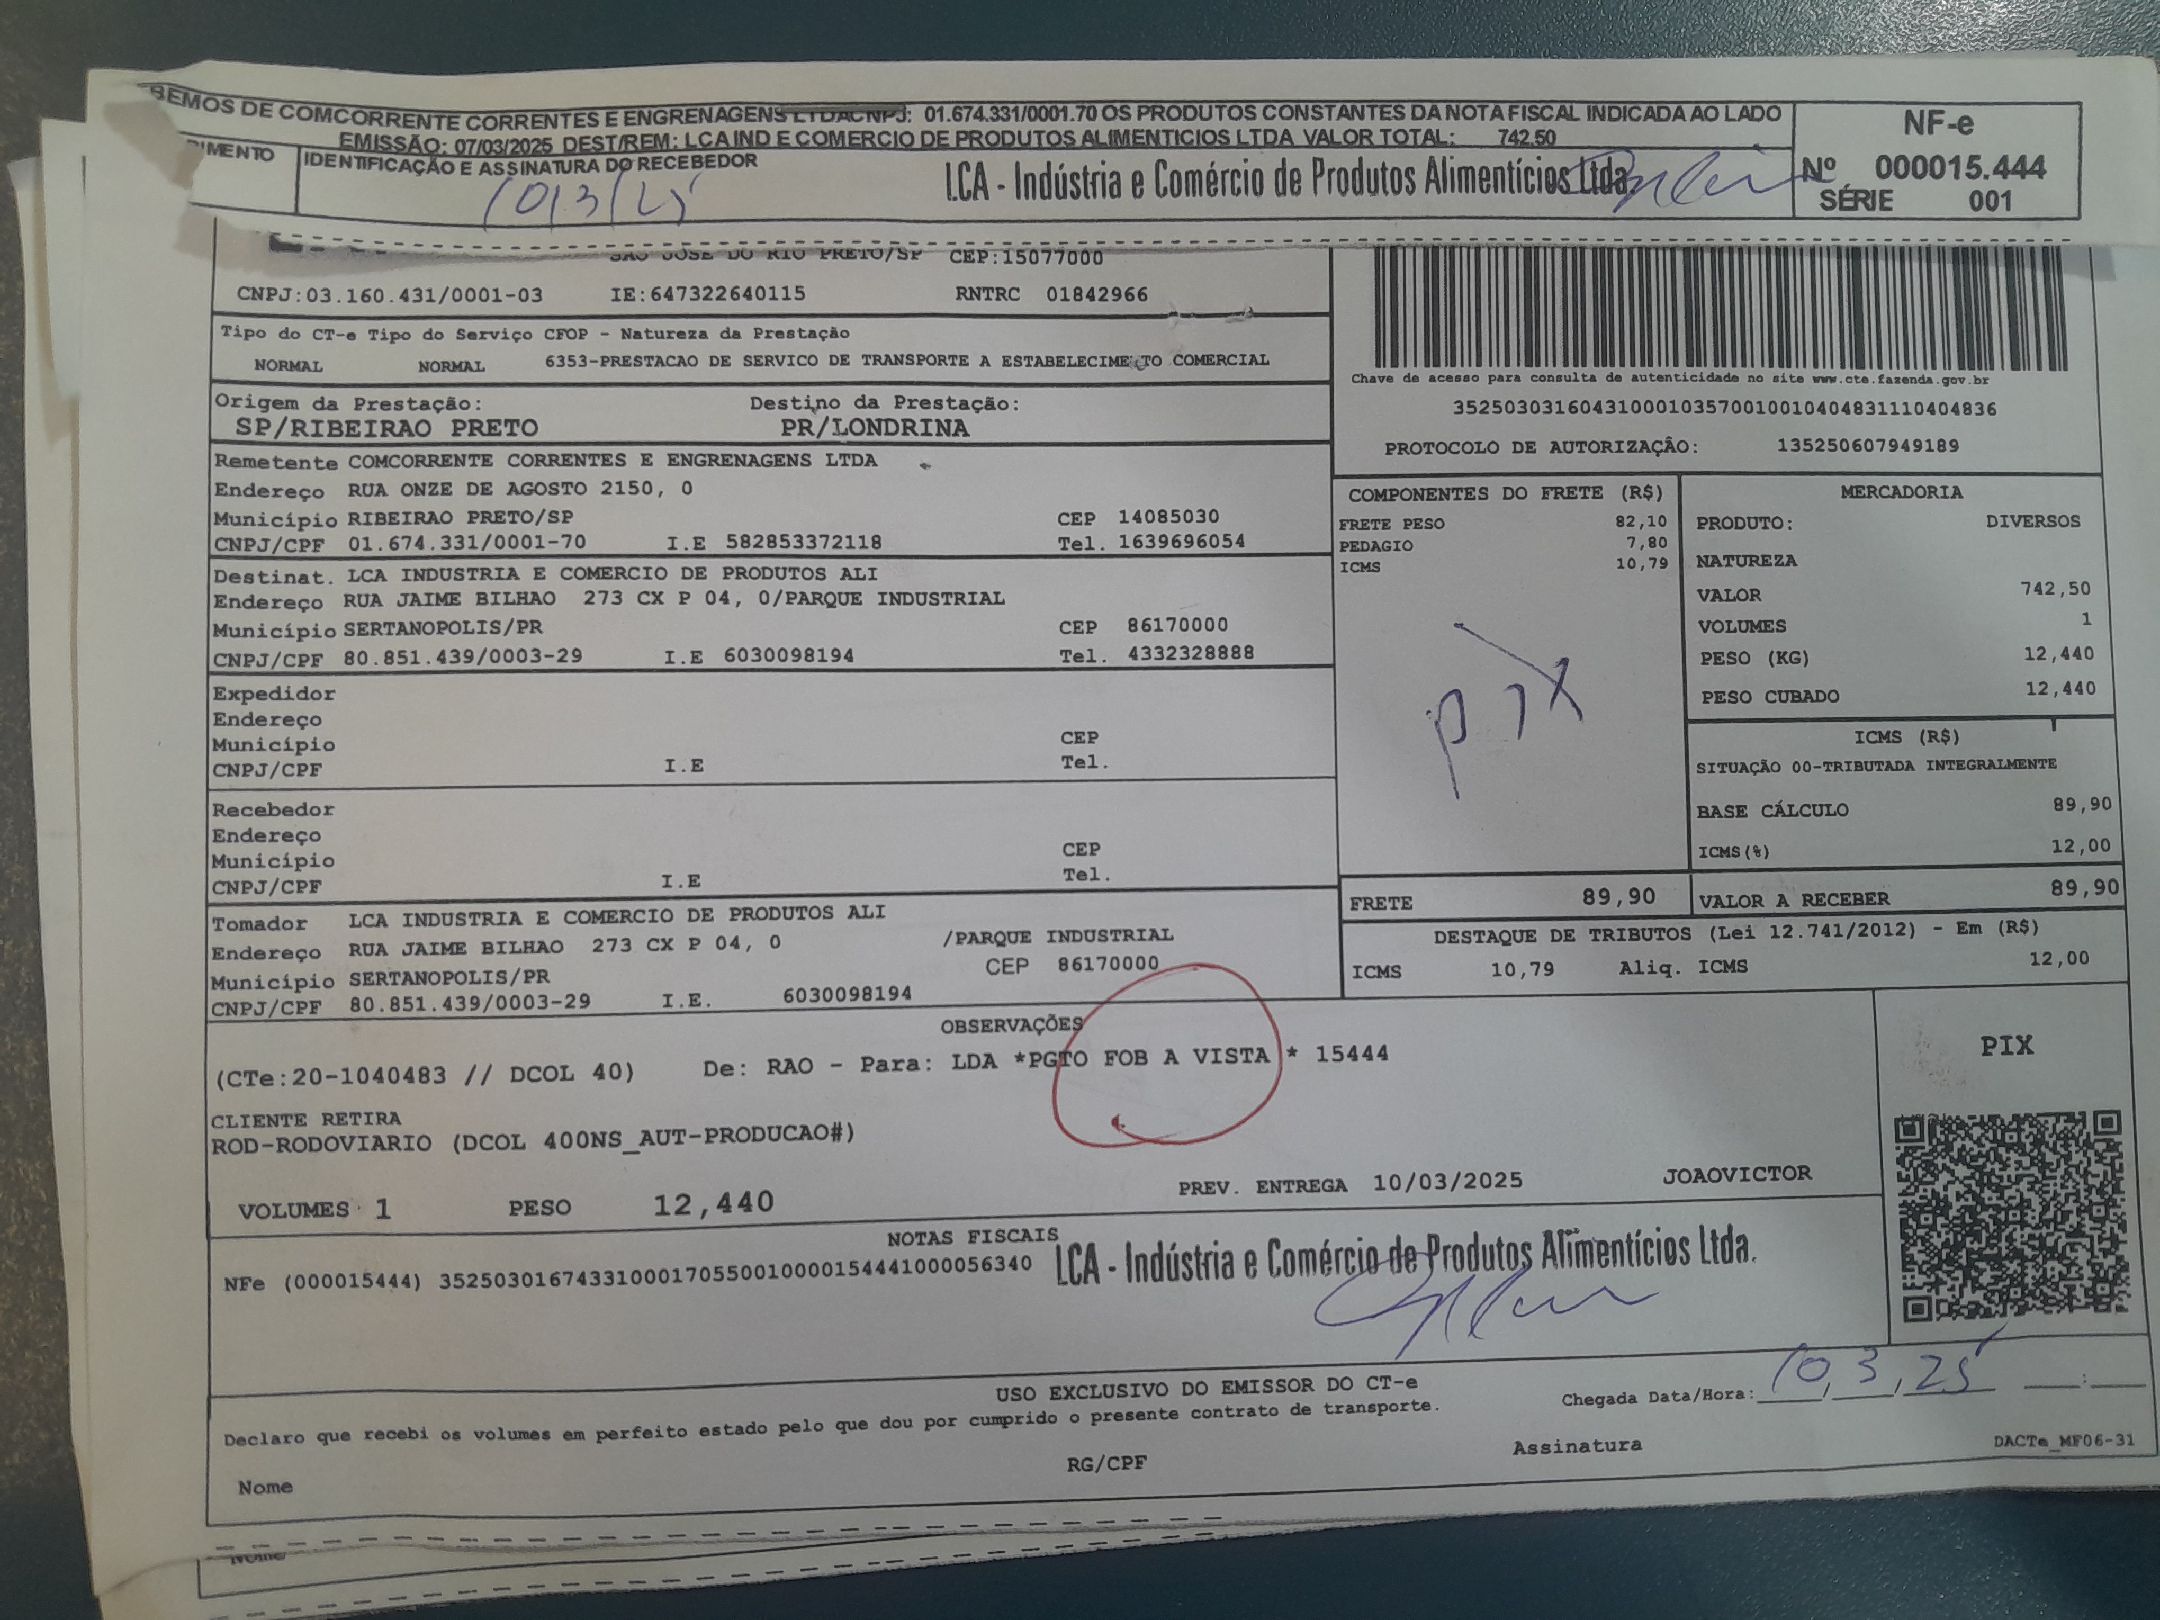 BEMOS DE COMCORRENTE CORRENTES E ENGRENAGENS LTDACNPJ: 01.674.331/0001.70 OS PRODUTOS CONSTANTES DA NOTA FISCAL INDICADA AO LADO
EMISSÃO: 07/03/2025 DEST/REM: LCA IND E COMERCIO DE PRODUTOS ALIMENTICIOS LTDA VALOR TOTAL: 742.50
IMENTO
IDENTIFICAÇÃO E ASSINATURA DO RECEBEDOR
10/3/25
LCA - Indústria e Comércio de Produtos Alimentícios Ltda.
NF-e
Nº 000015.444
SÉRIE 001
SAO JOSE DO RIO PRETO/SP CEP:15077000
CNPJ:03.160.431/0001-03 IE:647322640115 RNTRC 01842966
Tipo do CT-e Tipo do Serviço CFOP - Natureza da Prestação
NORMAL NORMAL 6353-PRESTACAO DE SERVICO DE TRANSPORTE A ESTABELECIMENTO COMERCIAL
Chave de acesso para consulta de autenticidade no site www.cte.fazenda.gov.br
35250303160431000103570010010404831110404836
PROTOCOLO DE AUTORIZAÇÃO: 135250607949189
Origem da Prestação: Destino da Prestação:
SP/RIBEIRAO PRETO PR/LONDRINA
Remetente COMCORRENTE CORRENTES E ENGRENAGENS LTDA
Endereço RUA ONZE DE AGOSTO 2150, 0
Município RIBEIRAO PRETO/SP CEP 14085030
CNPJ/CPF 01.674.331/0001-70 I.E 582853372118 Tel. 1639696054
Destinat. LCA INDUSTRIA E COMERCIO DE PRODUTOS ALI
Endereço RUA JAIME BILHAO 273 CX P 04, 0/PARQUE INDUSTRIAL
Município SERTANOPOLIS/PR CEP 86170000
CNPJ/CPF 80.851.439/0003-29 I.E 6030098194 Tel. 4332328888
Expedidor
Endereço
Município CEP
CNPJ/CPF I.E Tel.
Recebedor
Endereço
Município CEP
CNPJ/CPF I.E Tel.
Tomador LCA INDUSTRIA E COMERCIO DE PRODUTOS ALI
Endereço RUA JAIME BILHAO 273 CX P 04, 0 /PARQUE INDUSTRIAL
Município SERTANOPOLIS/PR CEP 86170000
CNPJ/CPF 80.851.439/0003-29 I.E. 6030098194
COMPONENTES DO FRETE (R$)
FRETE PESO 82,10
PEDAGIO 7,80
ICMS 10,79
PIX
MERCADORIA
PRODUTO: DIVERSOS
NATUREZA
VALOR 742,50
VOLUMES 1
PESO (KG) 12,440
PESO CUBADO 12,440
ICMS (R$)
SITUAÇÃO 00-TRIBUTADA INTEGRALMENTE
BASE CÁLCULO 89,90
ICMS(%) 12,00
FRETE 89,90 VALOR A RECEBER 89,90
DESTAQUE DE TRIBUTOS (Lei 12.741/2012) - Em (R$)
ICMS 10,79 Aliq. ICMS 12,00
OBSERVAÇÕES
(CTe:20-1040483 // DCOL 40) De: RAO - Para: LDA *PGTO FOB A VISTA * 15444
CLIENTE RETIRA
ROD-RODOVIARIO (DCOL 400NS_AUT-PRODUCAO#)
PIX
VOLUMES 1 PESO 12,440 PREV. ENTREGA 10/03/2025 JOAOVICTOR
NOTAS FISCAIS
NFe (000015444) 35250301674331000170550010000154441000056340
LCA - Indústria e Comércio de Produtos Alimentícios Ltda.
USO EXCLUSIVO DO EMISSOR DO CT-e
Declaro que recebi os volumes em perfeito estado pelo que dou por cumprido o presente contrato de transporte.
Chegada Data/Hora: 10, 3, 25 :
Nome RG/CPF Assinatura
DACTe_MF06-31
Nome